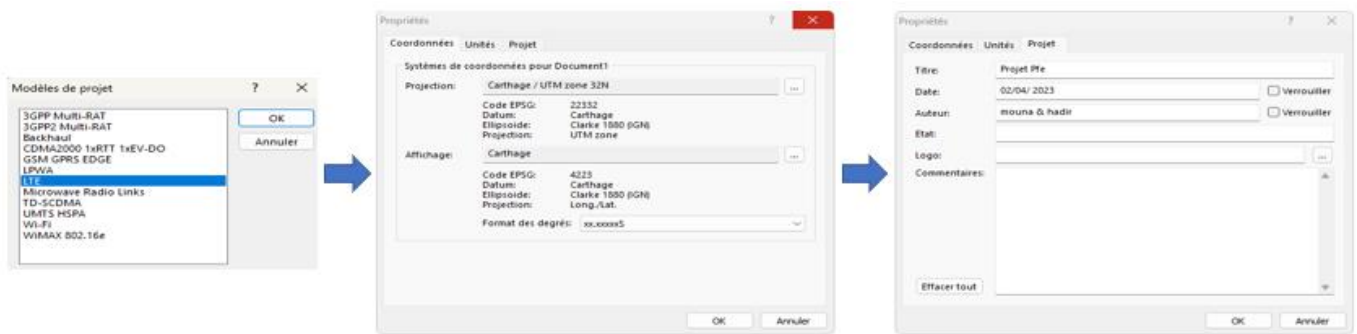 Modèles de projet ? ×
3GPP Multi-RAT
3GPP2 Multi-RAT
Backhaul
CDMA2000 1xRTT 1xEV-DO
GSM GPRS EDGE
LPWA
LTE
Microwave Radio Links
TD-SCDMA
UMTS HSPA
Wi-Fi
WiMAX 802.16e
OK
Annuler
Propriétés ? ×
Coordonnées Unités Projet
Systèmes de coordonnées pour Document1
Projection: Carthage / UTM zone 32N ...
Code EPSG: 22332
Datum: Carthage
Ellipsoide: Clarke 1880 (IGN)
Projection: UTM zone
Affichage: Carthage ...
Code EPSG: 4223
Datum: Carthage
Ellipsoide: Clarke 1880 (IGN)
Projection: Long./Lat.
Format des degrés: xx.xxxxxS
OK Annuler
Propriétés ? ×
Coordonnées Unités Projet
Titre: Projet Pfe
Date: 02/04/ 2023 Verrouiller
Auteur: mouna & hadir Verrouiller
Etat:
Logo: ...
Commentaires:
Effacer tout
OK Annuler